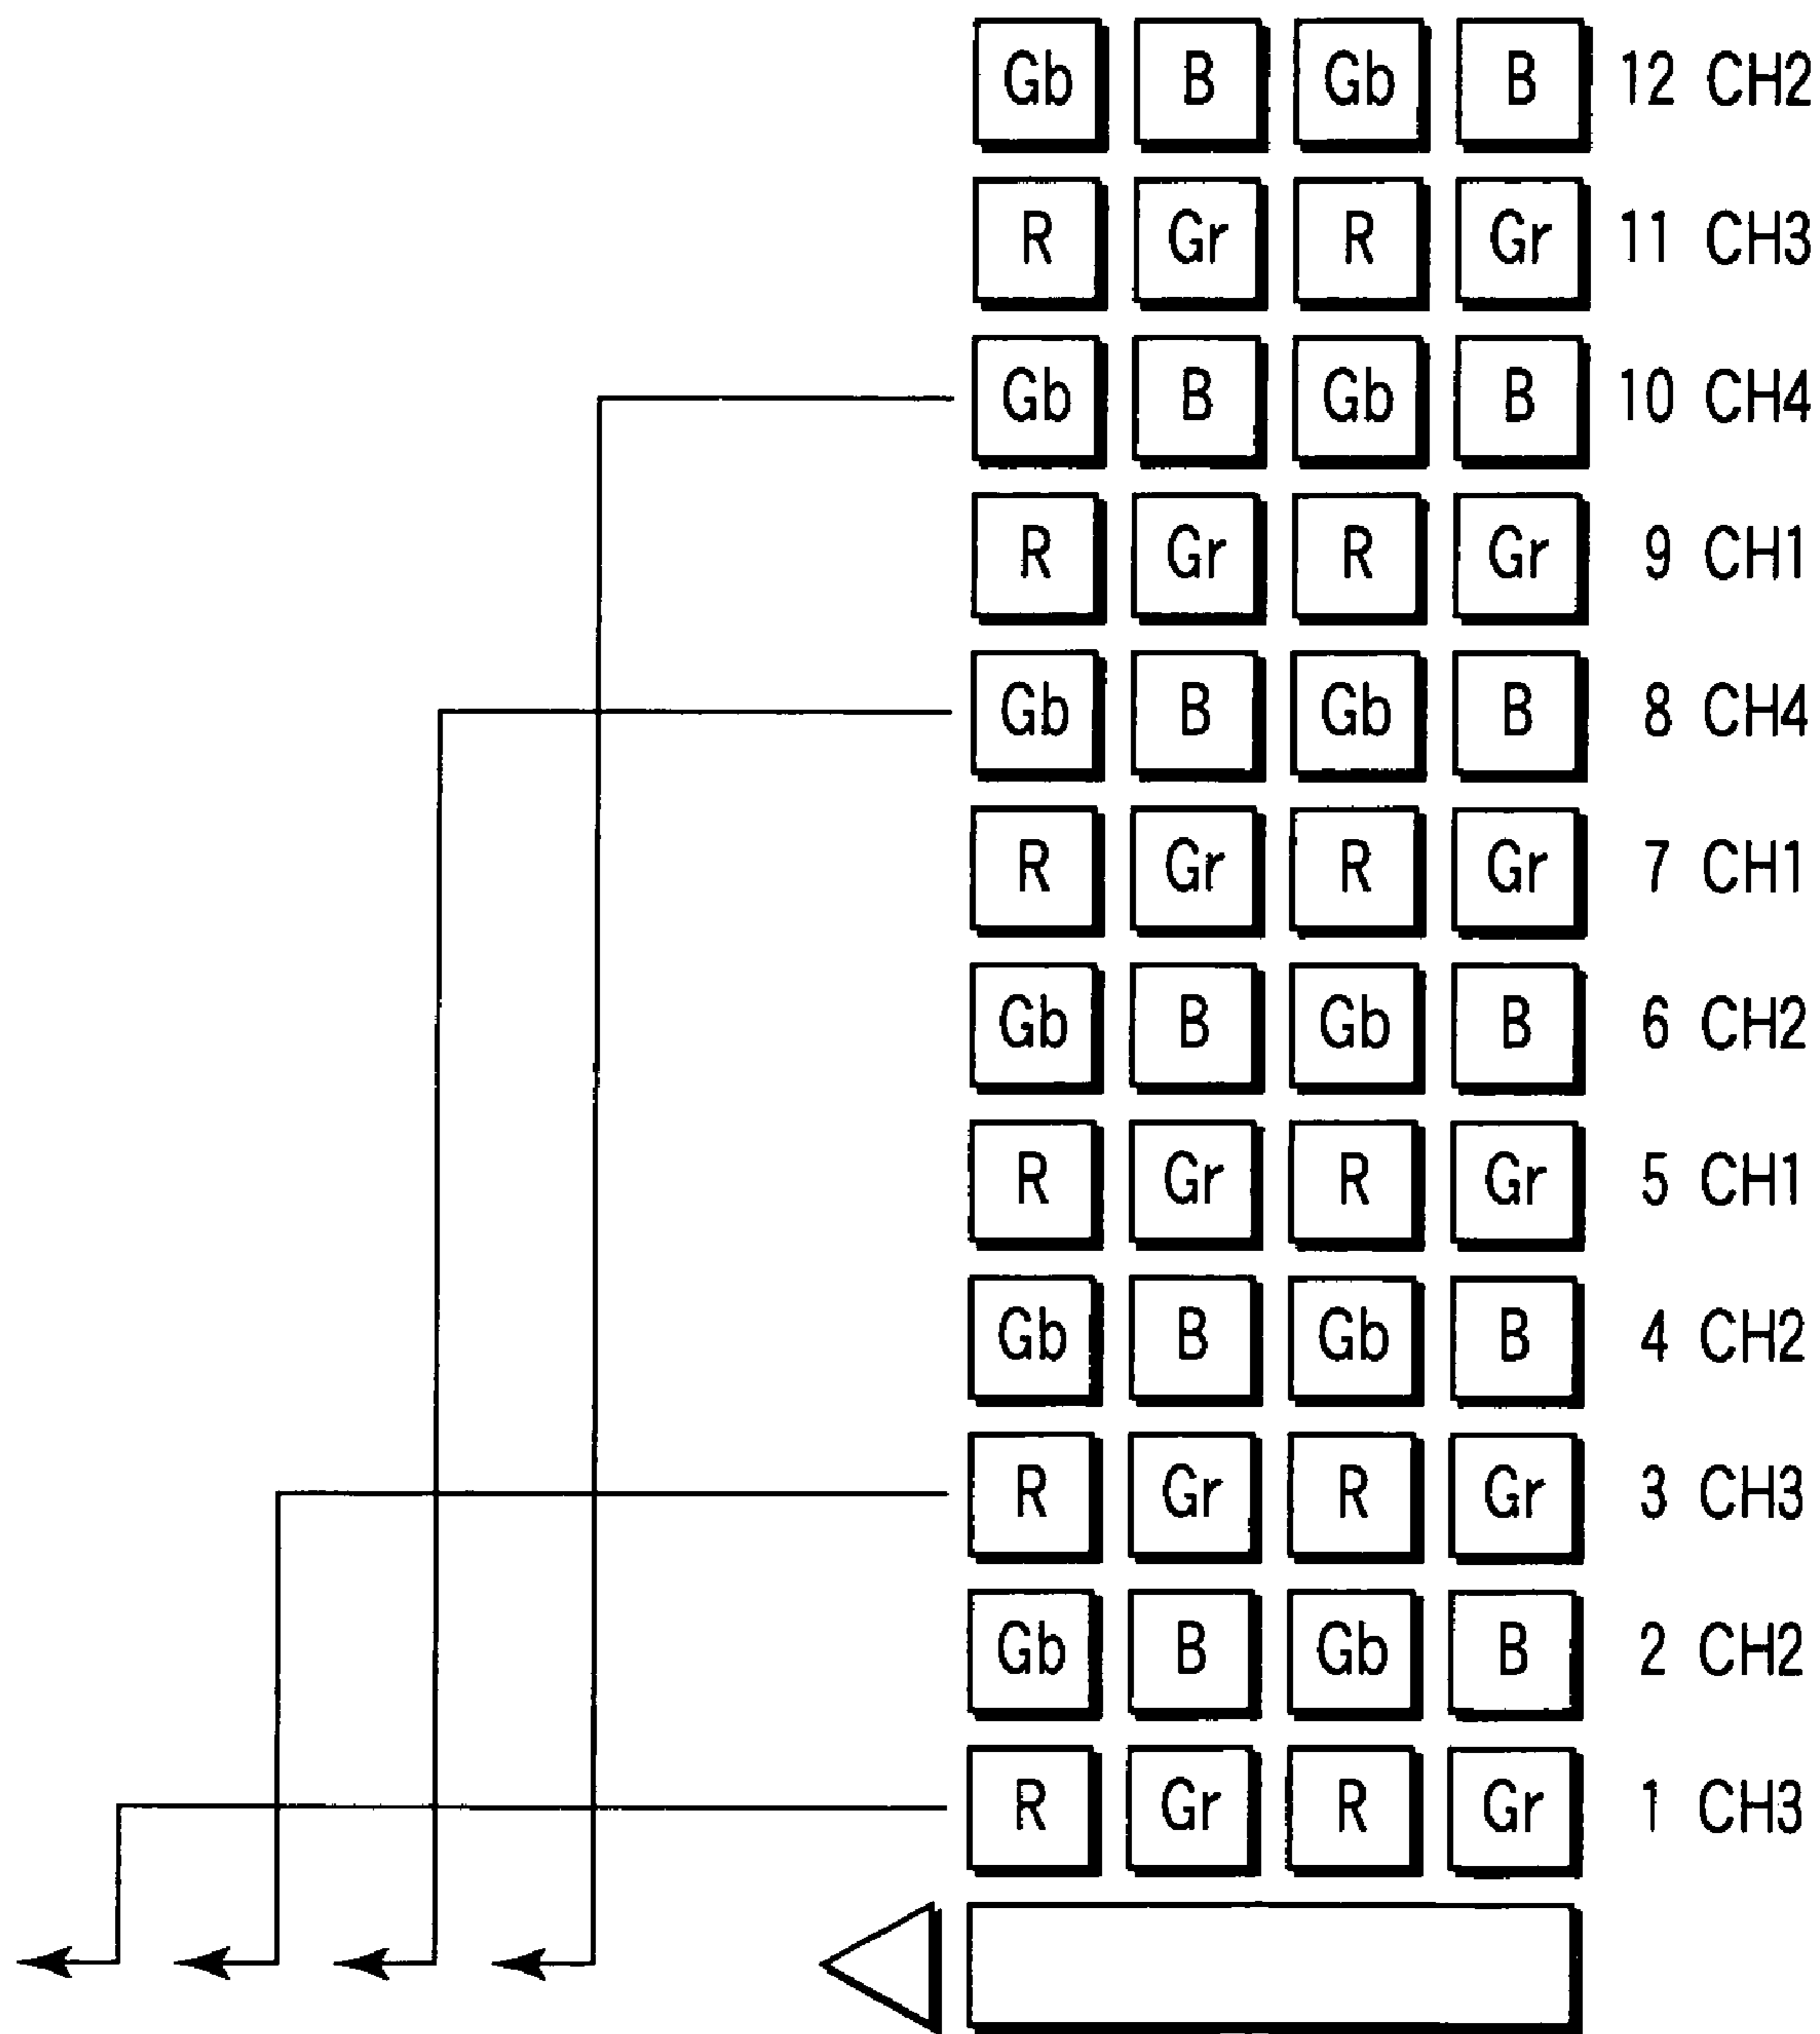 Gb B Gb B 12 CH2
R Gr R Gr 11 CH3
Gb B Gb B 10 CH4
R Gr R Gr 9 CH1
Gb B Gb B 8 CH4
R Gr R Gr 7 CH1
Gb B Gb B 6 CH2
R Gr R Gr 5 CH1
Gb B Gb B 4 CH2
R Gr R Gr 3 CH3
Gb B Gb B 2 CH2
R Gr R Gr 1 CH3